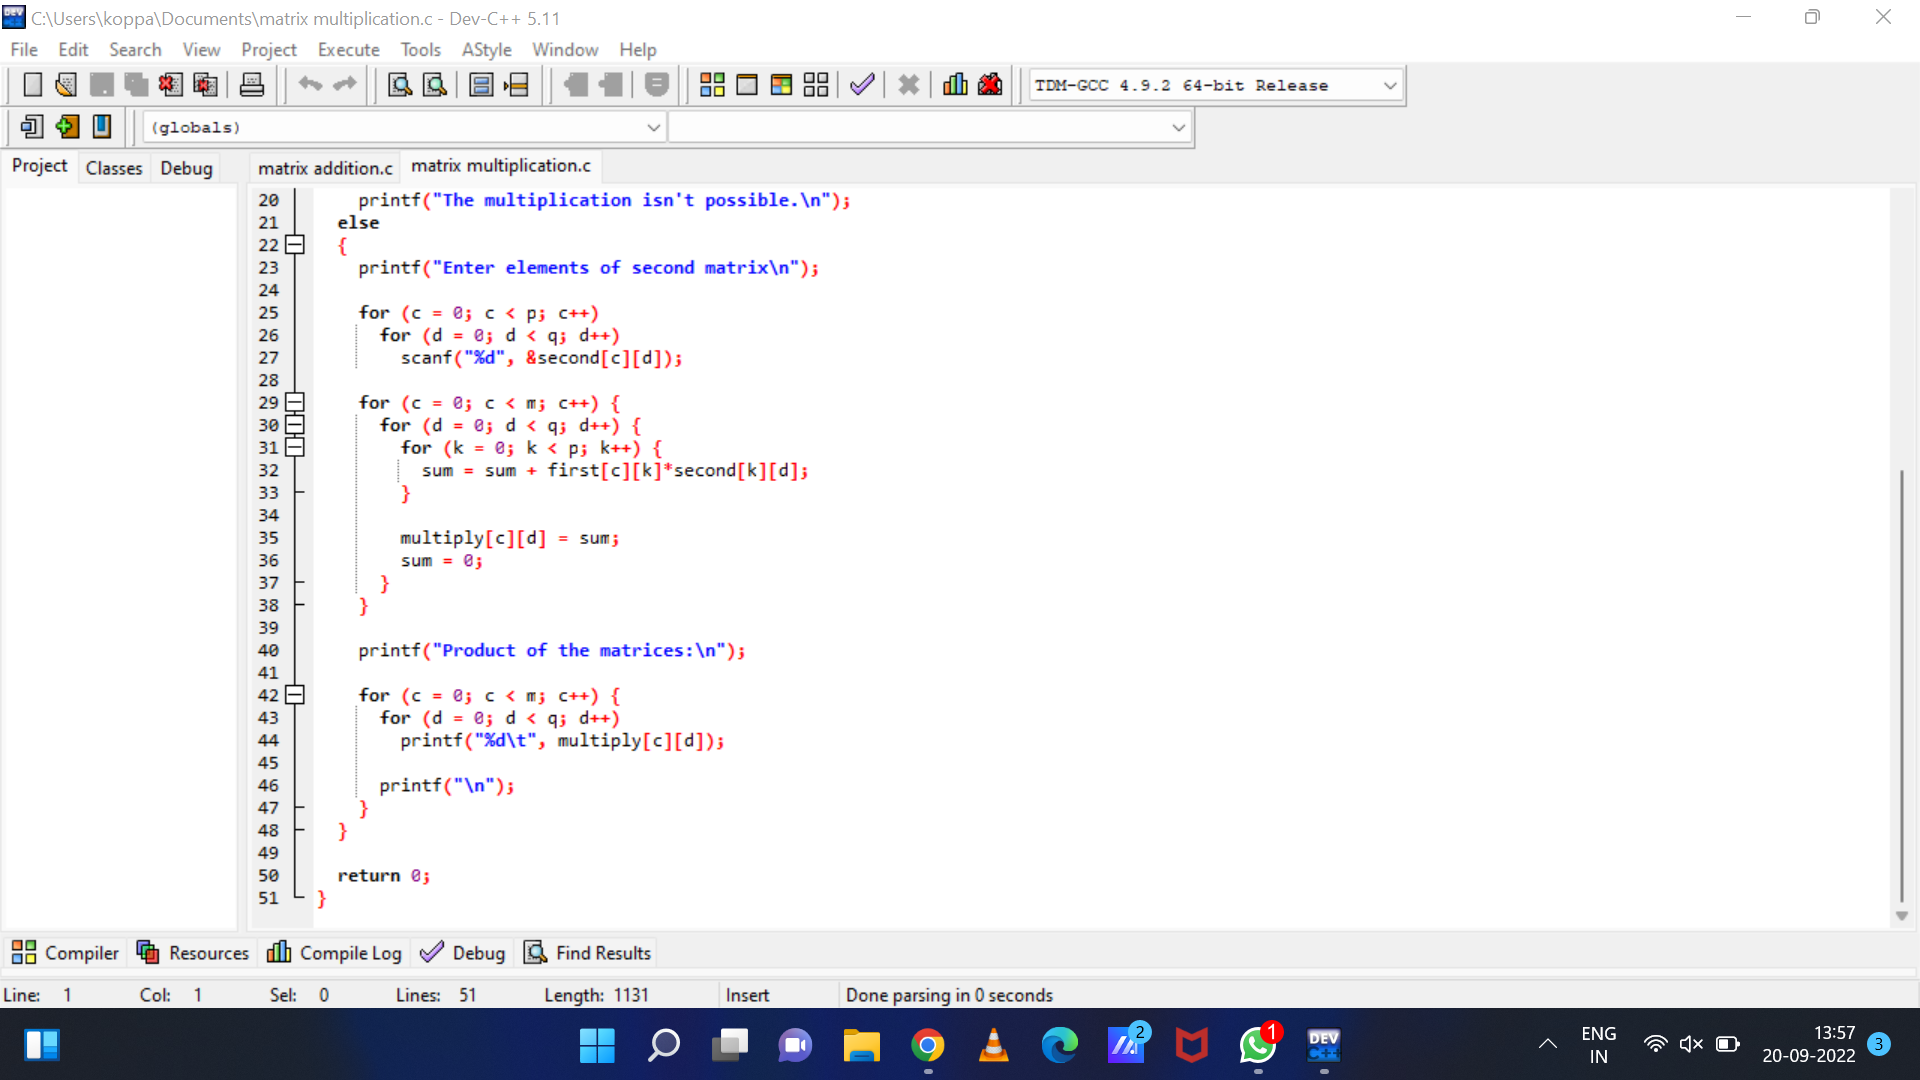 C:\Users\koppa\Documents\matrix multiplication.c - Dev-C++ 5.11
File Edit Search View Project Execute Tools AStyle Window Help
TDM-GCC 4.9.2 64-bit Release
(globals)
Project Classes Debug matrix addition.c matrix multiplication.c
20 printf("The multiplication isn't possible.\n");
21 else
22 {
23 printf("Enter elements of second matrix\n");
24
25 for (c = 0; c < p; c++)
26 for (d = 0; d < q; d++)
27 scanf("%d", &second[c][d]);
28
29 for (c = 0; c < m; c++) {
30 for (d = 0; d < q; d++) {
31 for (k = 0; k < p; k++) {
32 sum = sum + first[c][k]*second[k][d];
33 }
34
35 multiply[c][d] = sum;
36 sum = 0;
37 }
38 }
39
40 printf("Product of the matrices:\n");
41
42 for (c = 0; c < m; c++) {
43 for (d = 0; d < q; d++)
44 printf("%d\t", multiply[c][d]);
45
46 printf("\n");
47 }
48 }
49
50 return 0;
51 }
Compiler Resources Compile Log Debug Find Results
Line: 1 Col: 1 Sel: 0 Lines: 51 Length: 1131 Insert Done parsing in 0 seconds
2 1 DEV C++ ENG 13:57 3
IN 20-09-2022